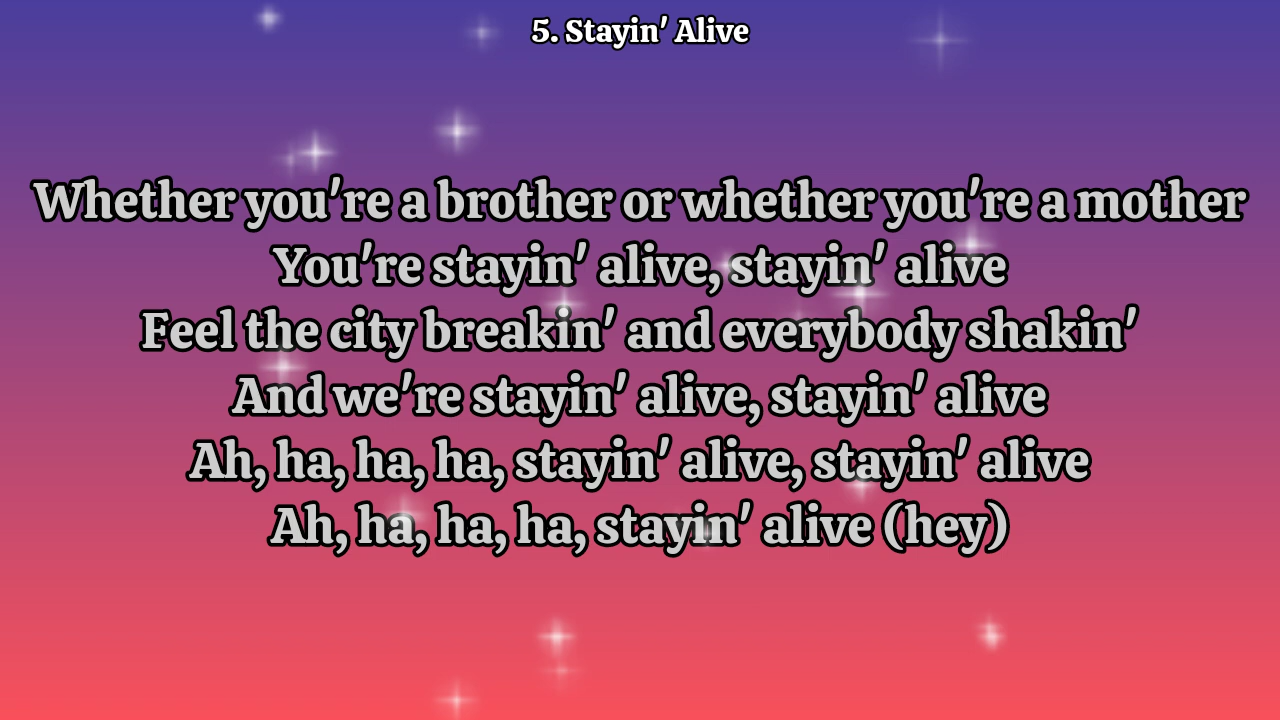 5. Stayin' Alive
Whether you're a brother or whether you're a mother
You're stayin' alive, stayin' alive
Feel the city breakin' and everybody shakin'
And we're stayin' alive, stayin' alive
Ah, ha, ha, ha, stayin' alive, stayin' alive
Ah, ha, ha, ha, stayin' alive (hey)